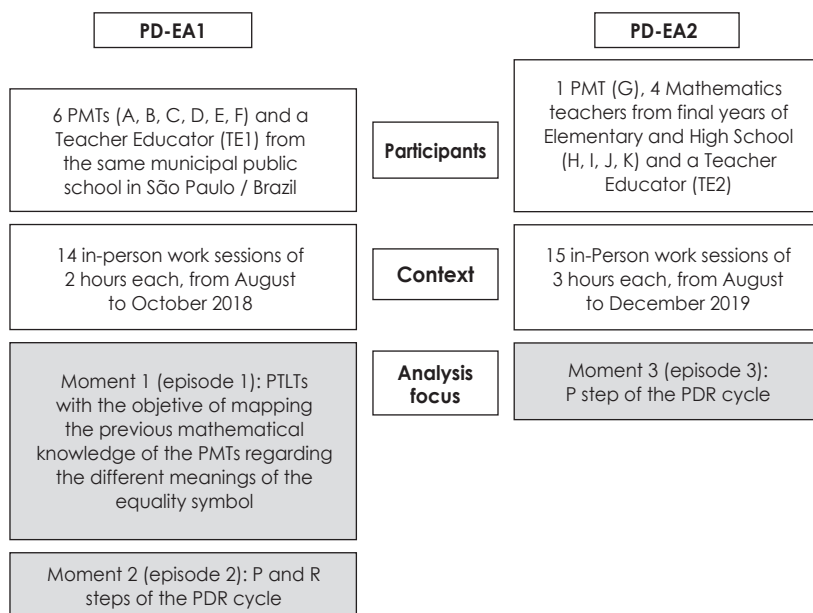 PD-EA1
PD-EA2
6 PMTs (A, B, C, D, E, F) and a
Teacher Educator (TE1) from
the same municipal public
school in São Paulo / Brazil
Participants
1 PMT (G), 4 Mathematics
teachers from final years of
Elementary and High School
(H, I, J, K) and a Teacher
Educator (TE2)
14 in-person work sessions of
2 hours each, from August
to October 2018
Context
15 in-Person work sessions of
3 hours each, from August
to December 2019
Moment 1 (episode 1): PTLTs
with the objetive of mapping
the previous mathematical
knowledge of the PMTs regarding
the different meanings of the
equality symbol
Analysis
focus
Moment 3 (episode 3):
P step of the PDR cycle
Moment 2 (episode 2): P and R
steps of the PDR cycle